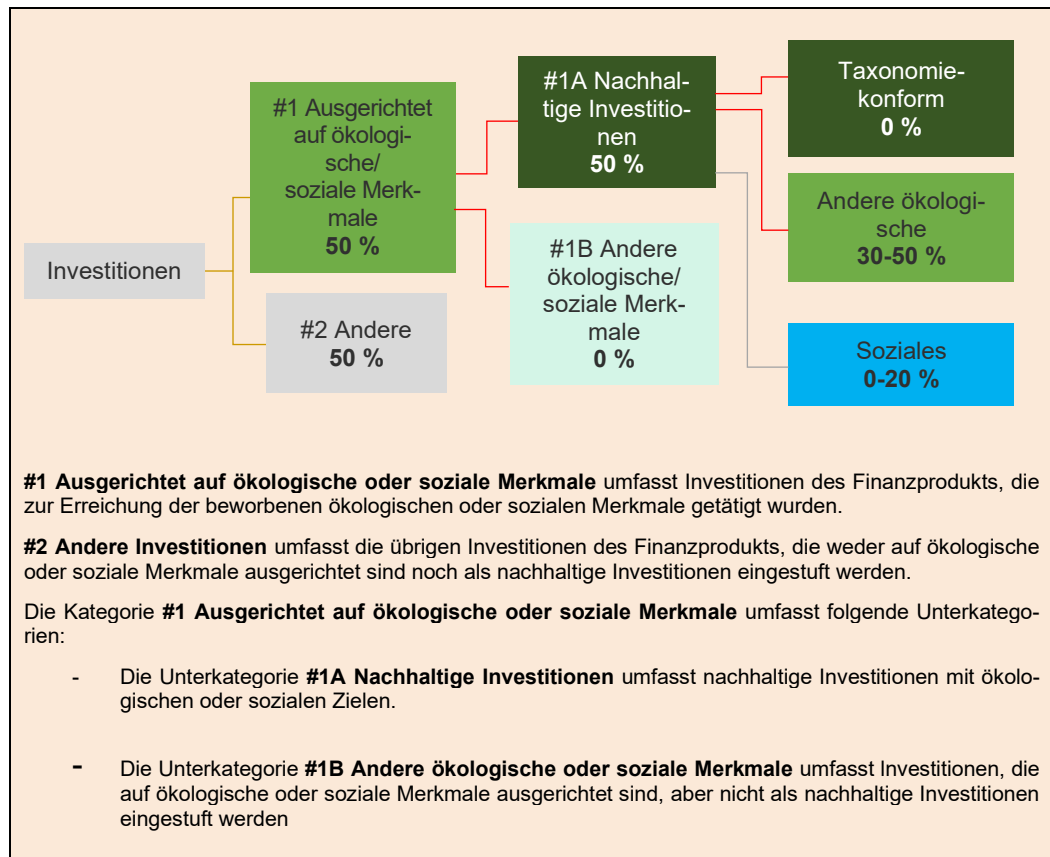 Investitionen
#1 Ausgerichtet
auf ökologi-
sche/
soziale Merk-
male
50 %
#2 Andere
50 %
#1A Nachhal-
tige Investitio-
nen
50 %
#1B Andere
ökologische/
soziale Merk-
male
0 %
Taxonomie-
konform
0 %
Andere ökologi-
sche
30-50 %
Soziales
0-20 %
#1 Ausgerichtet auf ökologische oder soziale Merkmale umfasst Investitionen des Finanzprodukts, die
zur Erreichung der beworbenen ökologischen oder sozialen Merkmale getätigt wurden.
#2 Andere Investitionen umfasst die übrigen Investitionen des Finanzprodukts, die weder auf ökologische
oder soziale Merkmale ausgerichtet sind noch als nachhaltige Investitionen eingestuft werden.
Die Kategorie #1 Ausgerichtet auf ökologische oder soziale Merkmale umfasst folgende Unterkatego-
rien:
- Die Unterkategorie #1A Nachhaltige Investitionen umfasst nachhaltige Investitionen mit ökolo-
gischen oder sozialen Zielen.
- Die Unterkategorie #1B Andere ökologische oder soziale Merkmale umfasst Investitionen, die
auf ökologische oder soziale Merkmale ausgerichtet sind, aber nicht als nachhaltige Investitionen
eingestuft werden